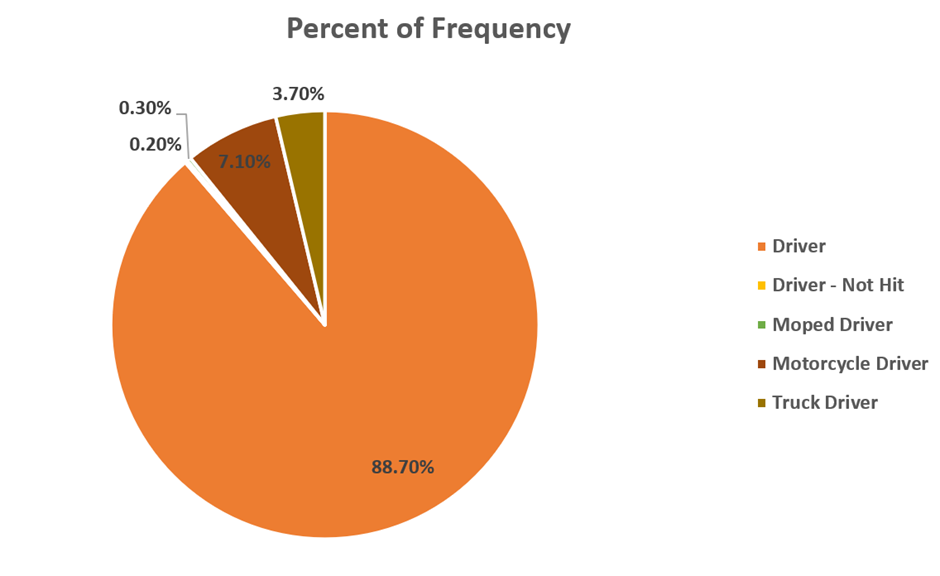 Percent of Frequency
3.70%
0.30%
0.20%
7.10%
88.70%
Driver
Driver - Not Hit
Moped Driver
Motorcycle Driver
Truck Driver